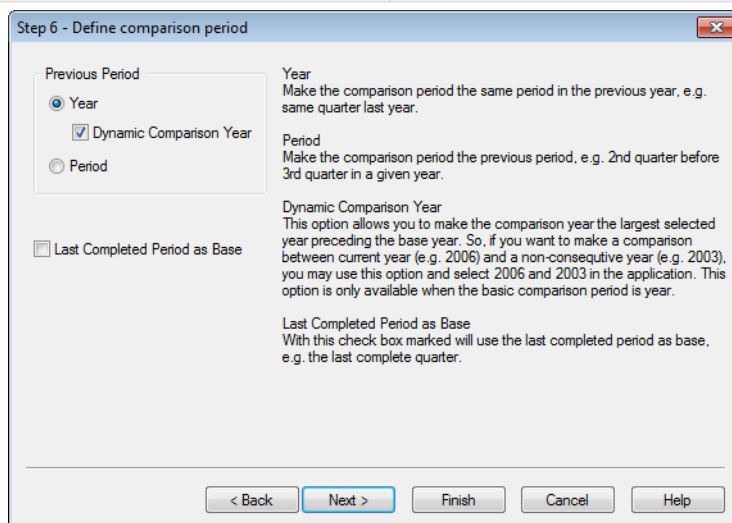 Step 6 - Define comparison period
Previous Period
Year
Dynamic Comparison Year
Period
Last Completed Period as Base
Year
Make the comparison period the same period in the previous year, e.g.
same quarter last year.
Period
Make the comparison period the previous period, e.g. 2nd quarter before
3rd quarter in a given year.
Dynamic Comparison Year
This option allows you to make the comparison year the largest selected
year preceding the base year. So, if you want to make a comparison
between current year (e.g. 2006) and a non-consequtive year (e.g. 2003),
you may use this option and select 2006 and 2003 in the application. This
option is only available when the basic comparison period is year.
Last Completed Period as Base
With this check box marked will use the last completed period as base,
e.g. the last complete quarter.
< Back
Next >
Finish
Cancel
Help